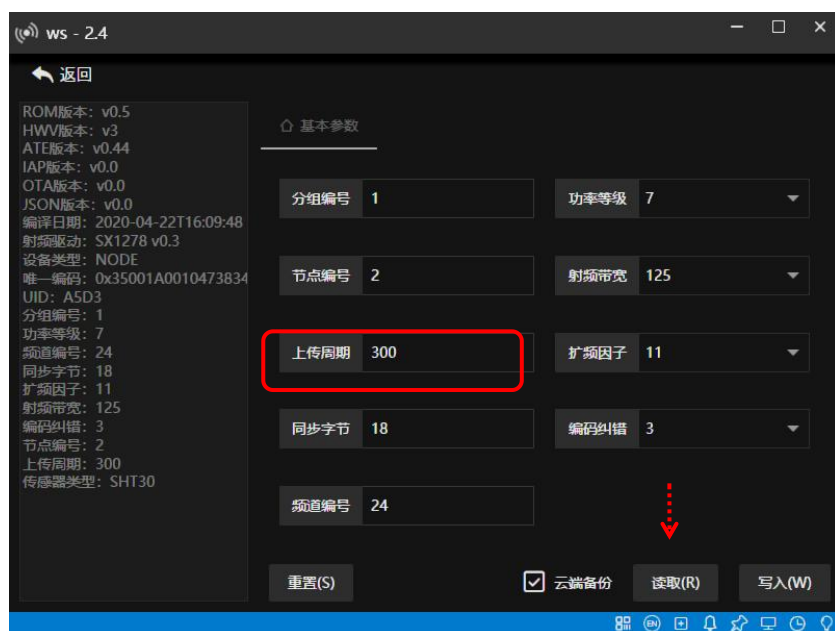 ws - 2.4
返回
ROM版本：v0.5
HWV版本：v3
ATE版本：v0.44
IAP版本：v0.0
OTA版本：v0.0
JSON版本：v0.0
编译日期：2020-04-22T16:09:48
射频驱动：SX1278 v0.3
设备类型：NODE
唯一编码：0x35001A0010473834
UID：A5D3
分组编号：1
功率等级：7
频道编号：24
同步字节：18
扩频因子：11
射频带宽：125
编码纠错：3
节点编号：2
上传周期：300
传感器类型：SHT30
基本参数
分组编号 1 功率等级 7
节点编号 2 射频带宽 125
上传周期 300 扩频因子 11
同步字节 18 编码纠错 3
频道编号 24
重置(S) 云端备份 读取(R) 写入(W)
EN